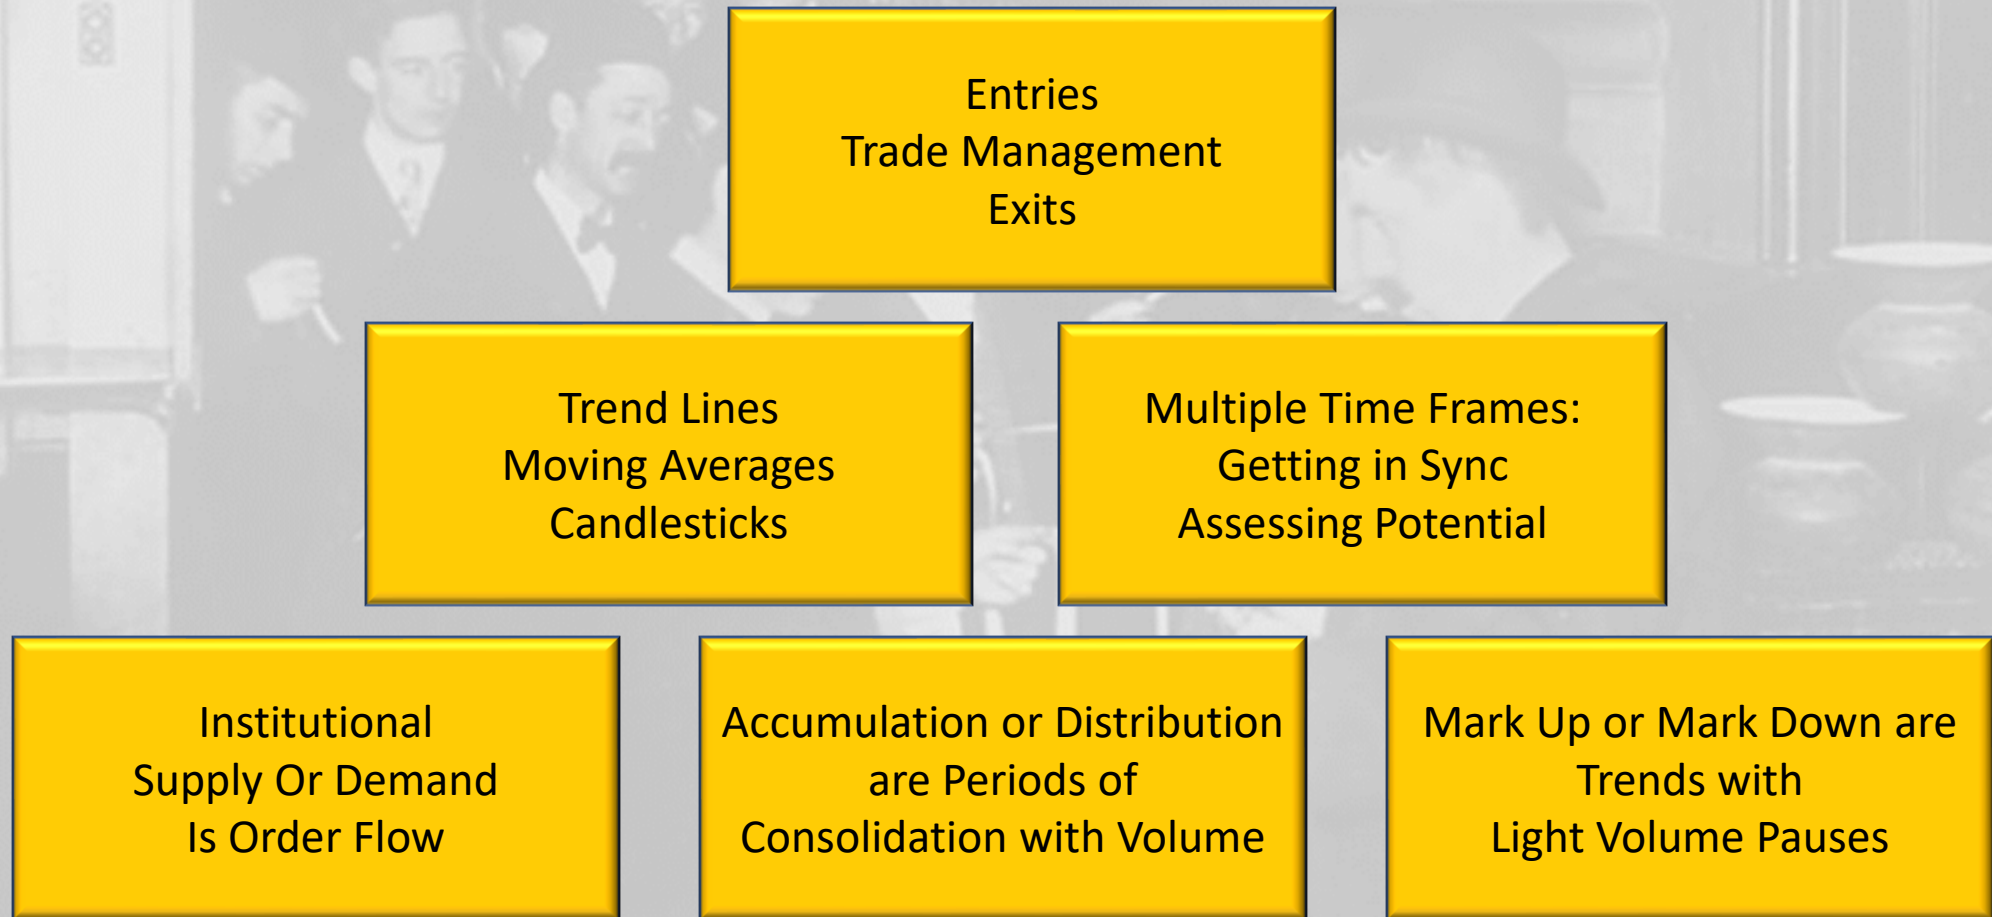 Entries
Trade Management
Exits
Trend Lines
Moving Averages
Candlesticks
Multiple Time Frames:
Getting in Sync
Assessing Potential
Institutional
Supply Or Demand
Is Order Flow
Accumulation or Distribution
are Periods of
Consolidation with Volume
Mark Up or Mark Down are
Trends with
Light Volume Pauses